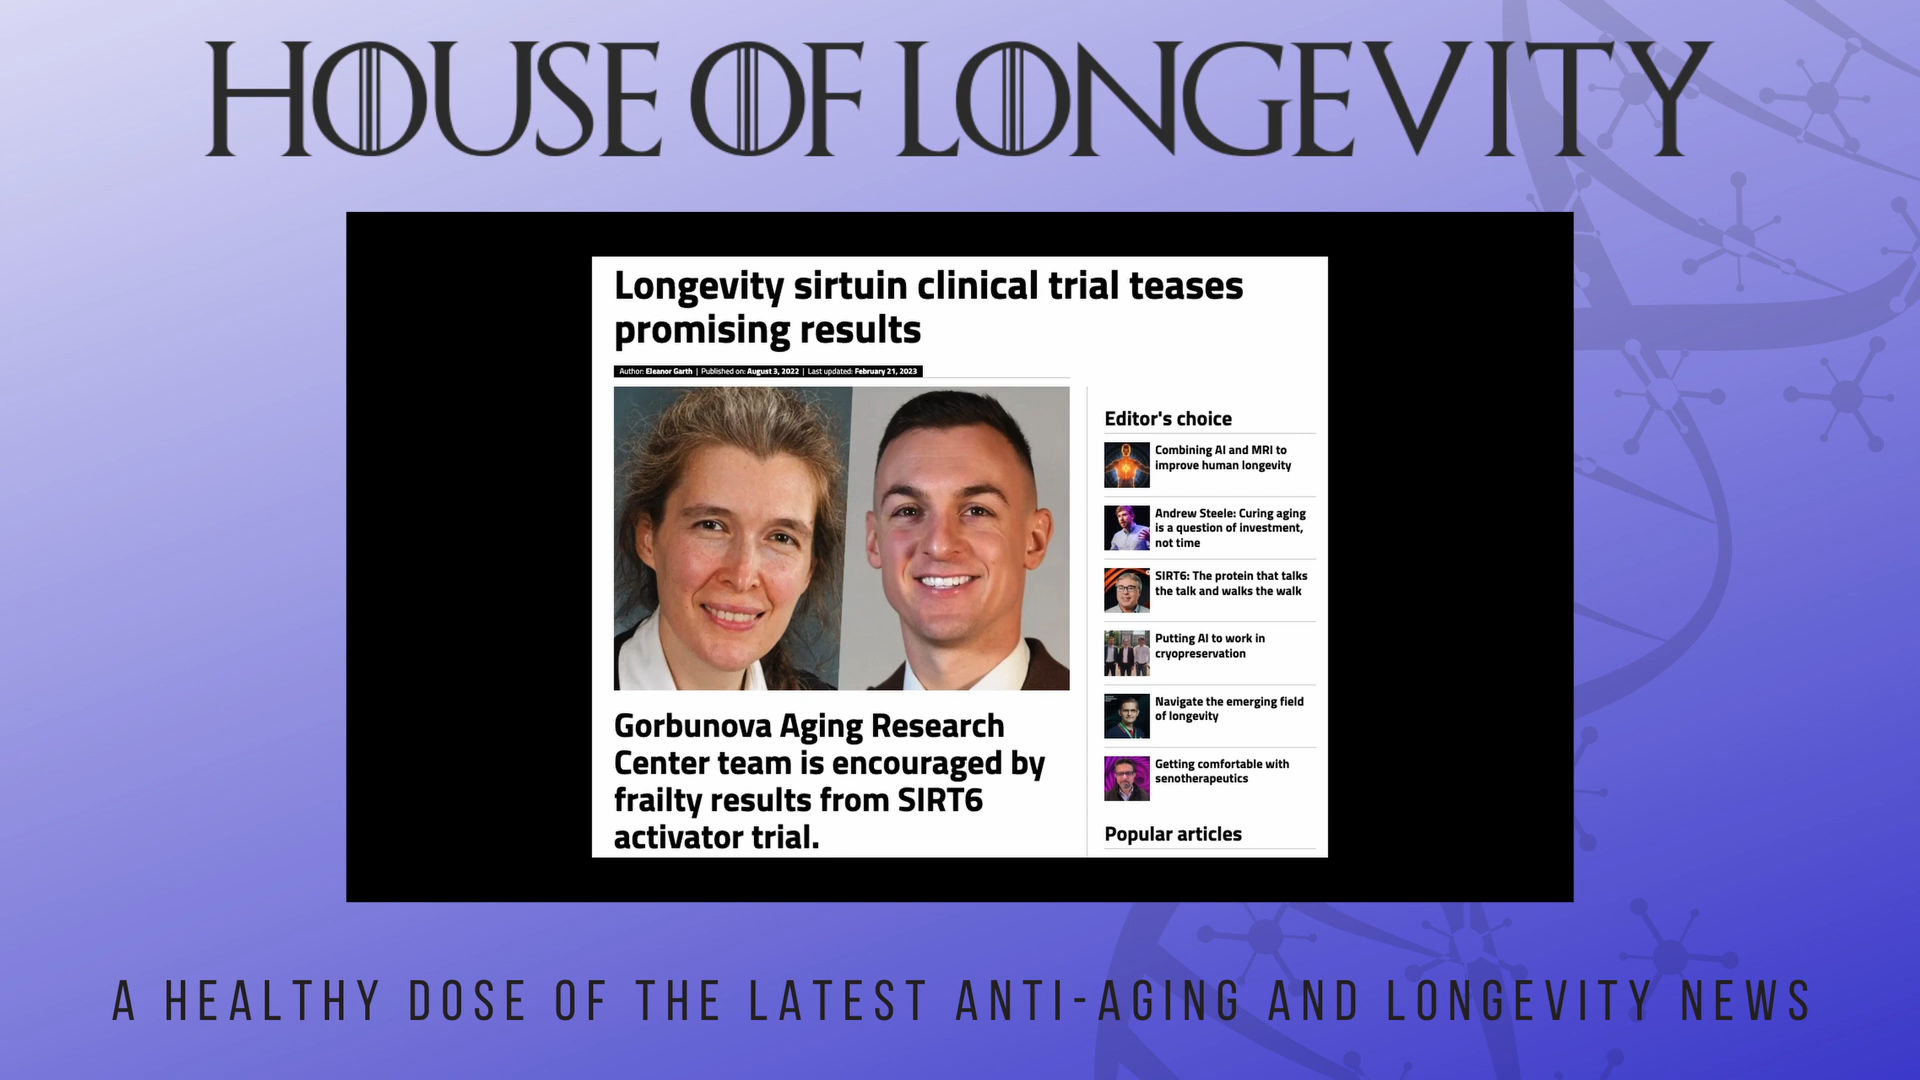 HOUSE OF LONGEVITY
Longevity sirtuin clinical trial teases
promising results
Author: Eleanor Garth | Published on: August 3, 2022 | Last updated: February 21, 2023
Gorbunova Aging Research
Center team is encouraged by
frailty results from SIRT6
activator trial.
Editor's choice
Combining AI and MRI to
improve human longevity
Andrew Steele: Curing aging
is a question of investment,
not time
SIRT6: The protein that talks
the talk and walks the walk
Putting AI to work in
cryopreservation
Navigate the emerging field
of longevity
Getting comfortable with
senotherapeutics
Popular articles
A HEALTHY DOSE OF THE LATEST ANTI-AGING AND LONGEVITY NEWS